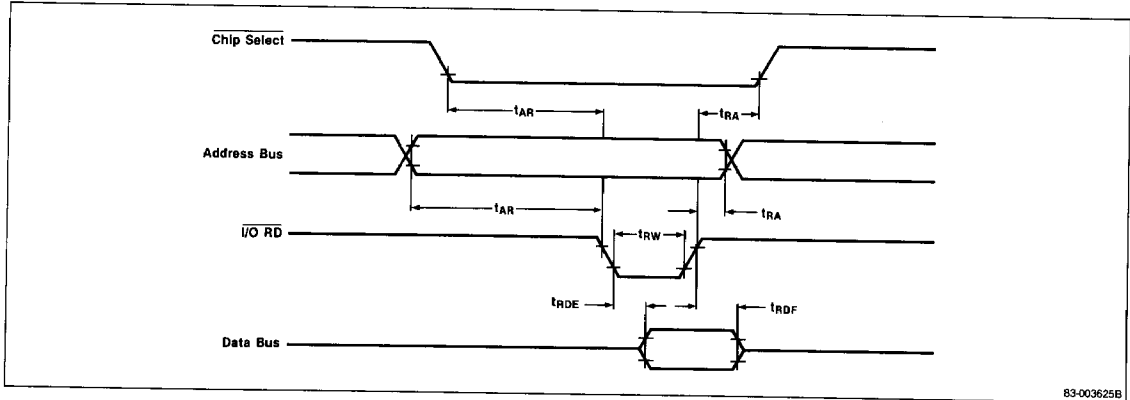 Chip Select
tAR
tRA
Address Bus
tAR
tRA
I/O RD
tRW
tRDE
tRDF
Data Bus
83-003625B